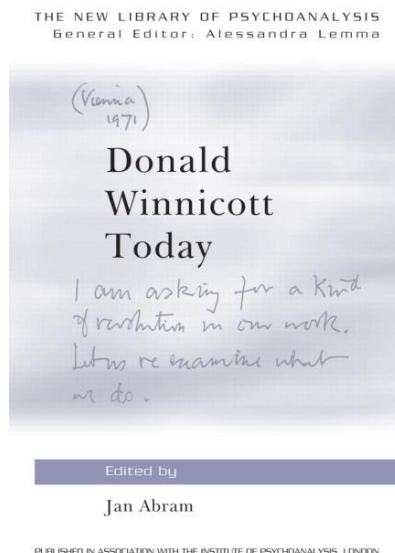 THE NEW LIBRARY OF PSYCHOANALYSIS
General Editor: Alessandra Lemma
(Vienna
1971)
Donald
Winnicott
Today
I am asking for a Kind
of revolution in our work.
Let us re examine what
we do.
Edited by
Jan Abram
PUBLISHED IN ASSOCIATION WITH THE INSTITUTE OF PSYCHOANALYSIS, LONDON